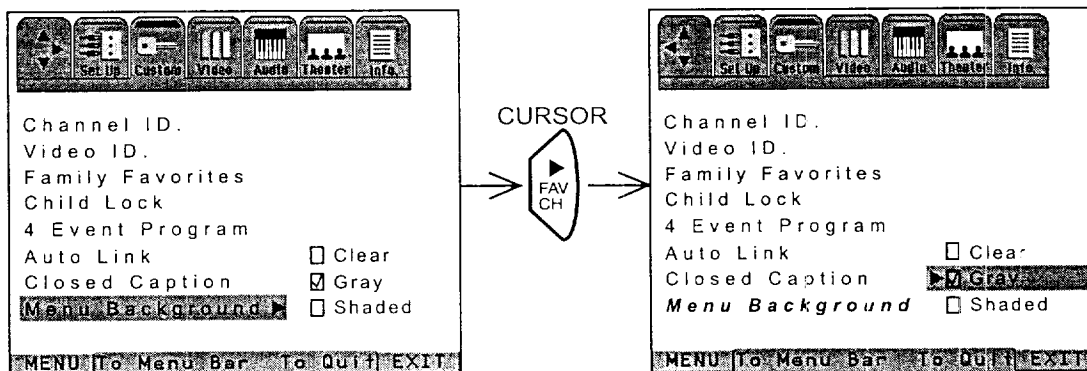 Set Up Custom Video Audio Theater Info.
Channel ID.
Video ID.
Family Favorites
Child Lock
4 Event Program
Auto Link
Closed Caption
Menu Background
Clear
Gray
Shaded
MENU To Menu Bar To Quit EXIT
CURSOR
FAV
CH
Set Up Custom Video Audio Theater Info.
Channel ID.
Video ID.
Family Favorites
Child Lock
4 Event Program
Auto Link
Closed Caption
Menu Background
Clear
Gray
Shaded
MENU To Menu Bar To Quit EXIT